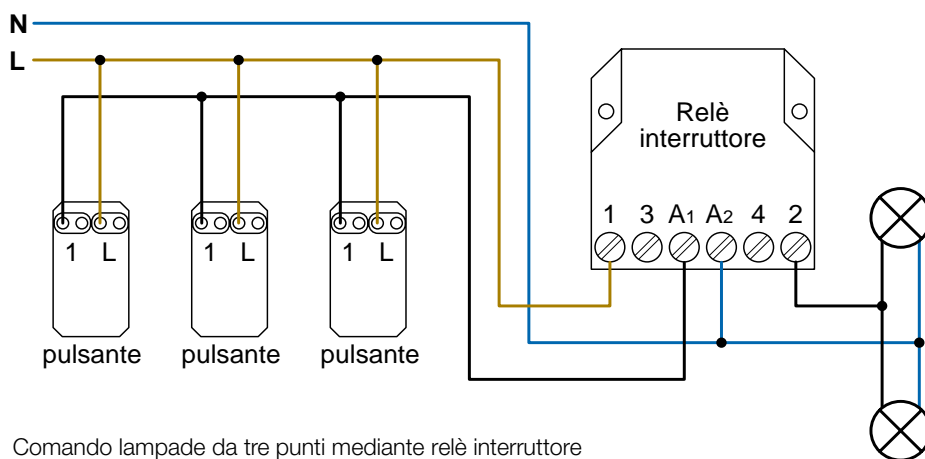 N
L
Relè
interruttore
1 3 A1 A2 4 2
1 L
1 L
1 L
pulsante
pulsante
pulsante
Comando lampade da tre punti mediante relè interruttore